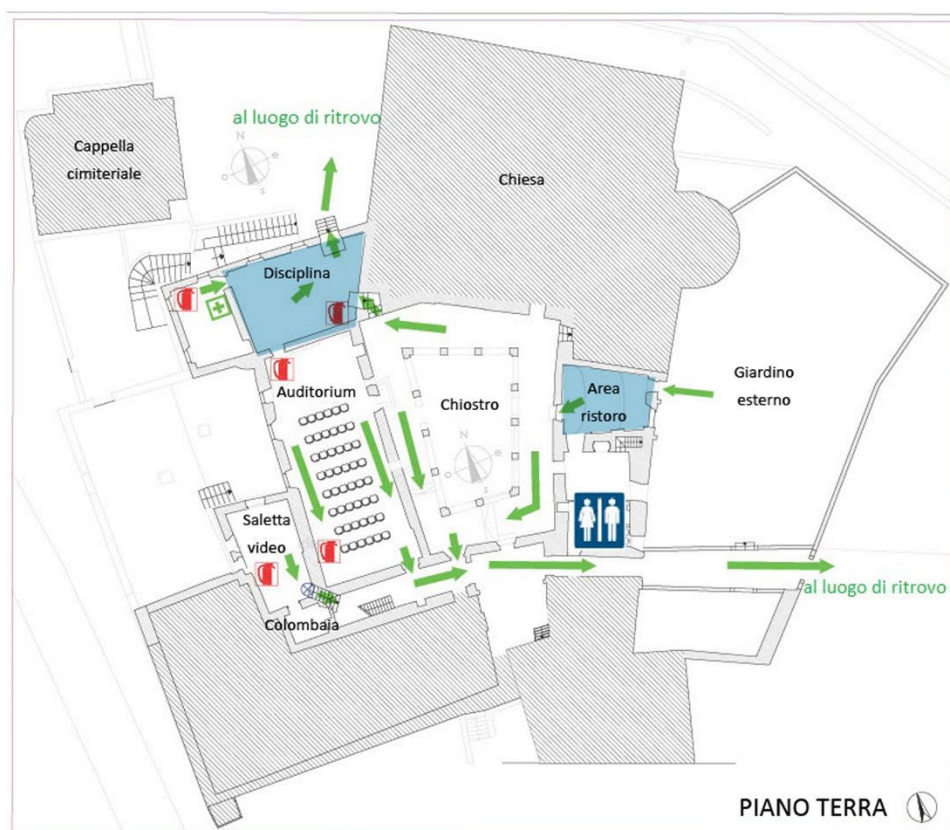 al luogo di ritrovo
Cappella
cimiteriale
N
o
e
s
Chiesa
Disciplina
Auditorium
Chiostro
N
s
Area
ristoro
Giardino
esterno
Saletta
video
Colombaia
al luogo di ritrovo
PIANO TERRA